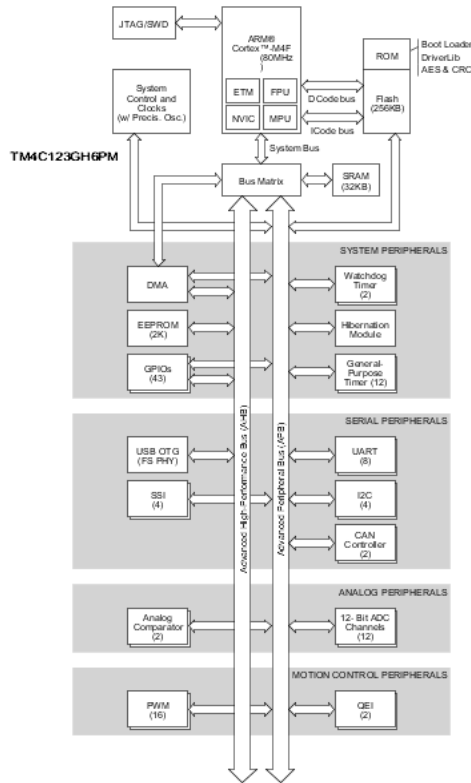 JTAG/SWD
ARM®
Cortex™-M4F
(80MHz
)
ETM
FPU
NVIC
MPU
ROM
Flash
(256KB)
Boot Loader
DriverLib
AES & CRC
System
Control and
Clocks
(w/ Precis. Osc.)
DCode bus
ICode bus
TM4C123GH6PM
System Bus
Bus Matrix
SRAM
(32KB)
SYSTEM PERIPHERALS
DMA
Watchdog
Timer
(2)
EEPROM
(2K)
Hibernation
Module
GPIOs
(43)
General-
Purpose
Timer (12)
Advanced High-Performance Bus (AHB)
Advanced Peripheral Bus (APB)
SERIAL PERIPHERALS
USB OTG
(FS PHY)
UART
(8)
SSI
(4)
I2C
(4)
CAN
Controller
(2)
ANALOG PERIPHERALS
Analog
Comparator
(2)
12- Bit ADC
Channels
(12)
MOTION CONTROL PERIPHERALS
PWM
(16)
QEI
(2)